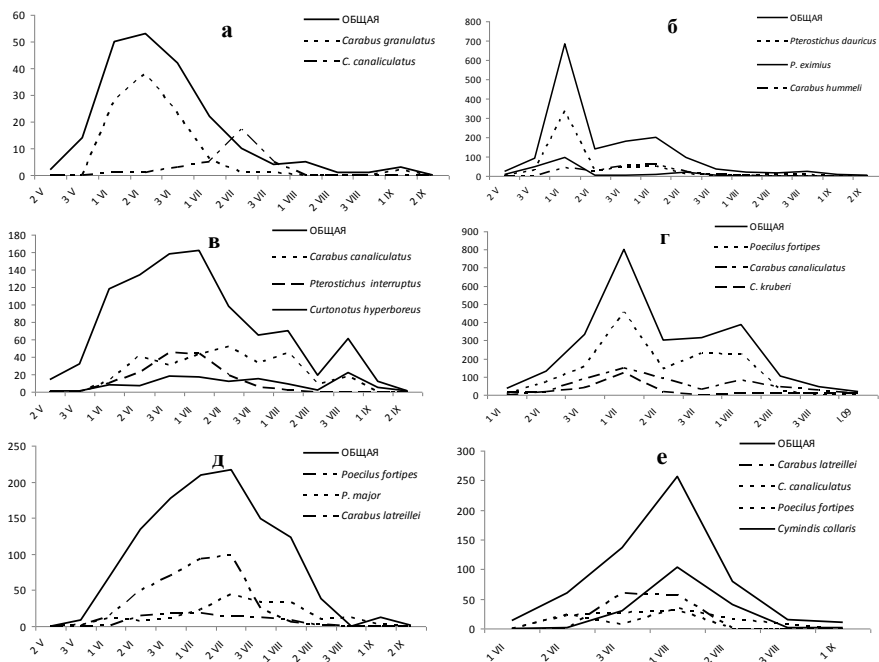 а
60
50
40
30
20
10
0
ОБЩАЯ
Carabus granulatus
C. canaliculatus
2 V
3 V
1 VI
2 VI
3 VI
1 VII
2 VII
3 VII
1 VIII
2 VIII
3 VIII
1 IX
2 IX
б
800
700
600
500
400
300
200
100
0
ОБЩАЯ
Pterostichus dauricus
P. eximius
Carabus hummeli
2 V
3 V
1 VI
2 VI
3 VI
1 VII
2 VII
3 VII
1 VIII
2 VIII
3 VIII
1 IX
2 IX
в
180
160
140
120
100
80
60
40
20
0
ОБЩАЯ
Carabus canaliculatus
Pterostichus interruptus
Curtonotus hyperboreus
2 V
3 V
1 VI
2 VI
3 VI
1 VII
2 VII
3 VII
1 VIII
2 VIII
3 VIII
1 IX
2 IX
г
900
800
700
600
500
400
300
200
100
0
ОБЩАЯ
Poecilus fortipes
Carabus canaliculatus
C. kruberi
1 VI
2 VI
3 VI
1 VII
2 VII
3 VII
1 VIII
2 VIII
3 VIII
I.09
д
250
200
150
100
50
0
ОБЩАЯ
Poecilus fortipes
P. major
Carabus latreillei
2 V
3 V
1 VI
2 VI
3 VI
1 VII
2 VII
3 VII
1 VIII
2 VIII
3 VIII
1 IX
2 IX
е
300
250
200
150
100
50
0
ОБЩАЯ
Carabus latreillei
C. canaliculatus
Poecilus fortipes
Cymindis collaris
1 VII
2 VII
3 VII
1 VIII
2 VIII
3 VIII
1 IX